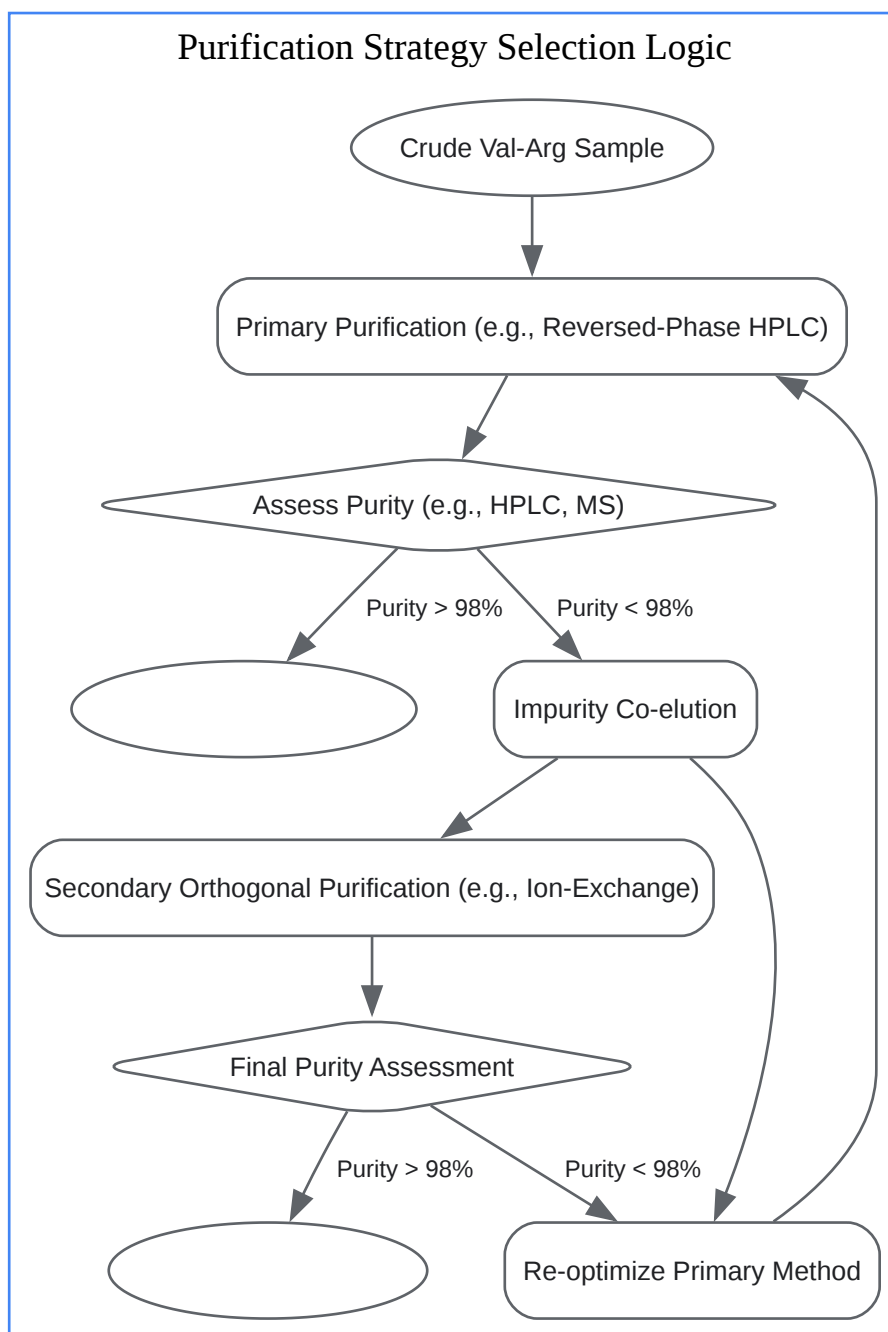 Purification Strategy Selection Logic
Crude Val-Arg Sample
Primary Purification (e.g., Reversed-Phase HPLC)
Assess Purity (e.g., HPLC, MS)
Purity > 98%
Purity < 98%
Impurity Co-elution
Secondary Orthogonal Purification (e.g., Ion-Exchange)
Final Purity Assessment
Purity > 98%
Purity < 98%
Re-optimize Primary Method